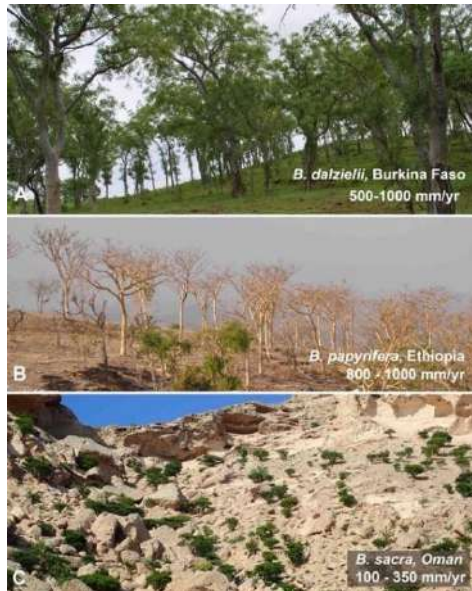 B. dalzielii, Burkina Faso
A
500-1000 mm/yr
B. papyrifera, Ethiopia
B
800 - 1000 mm/yr
B. sacra, Oman
C
100 - 350 mm/yr